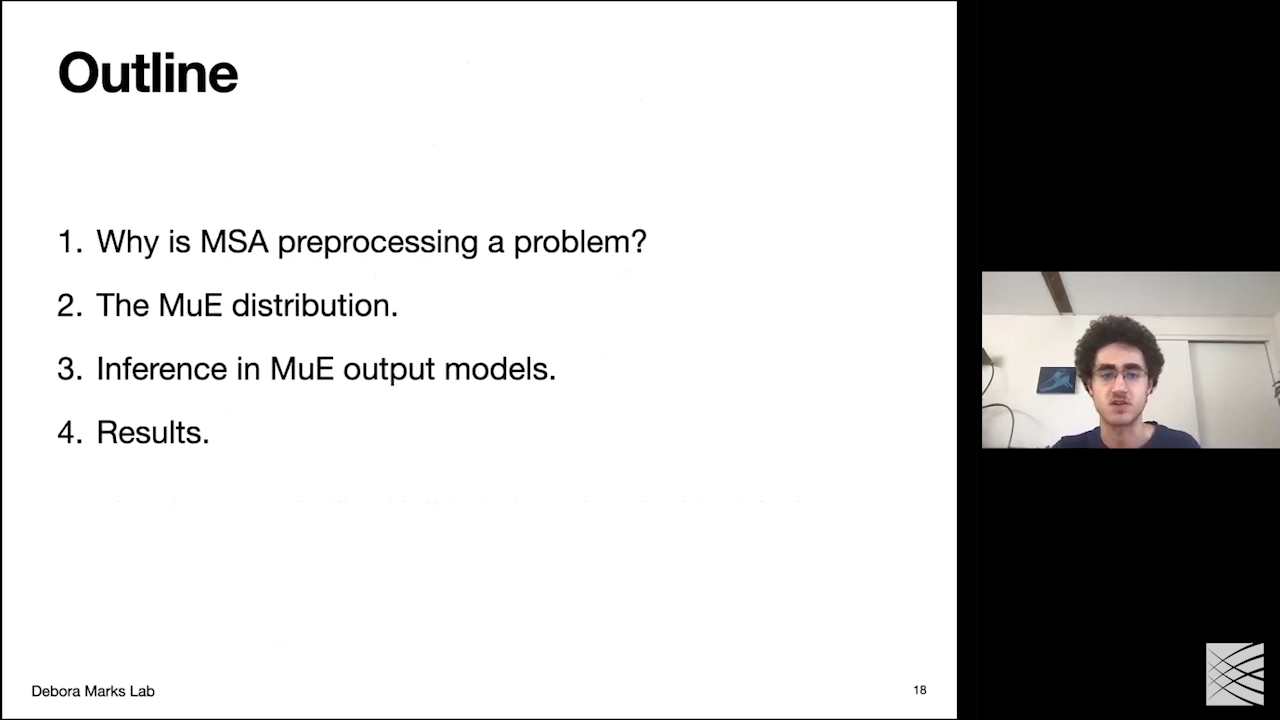 Outline
1. Why is MSA preprocessing a problem?
2. The MuE distribution.
3. Inference in MuE output models.
4. Results.
Debora Marks Lab
18